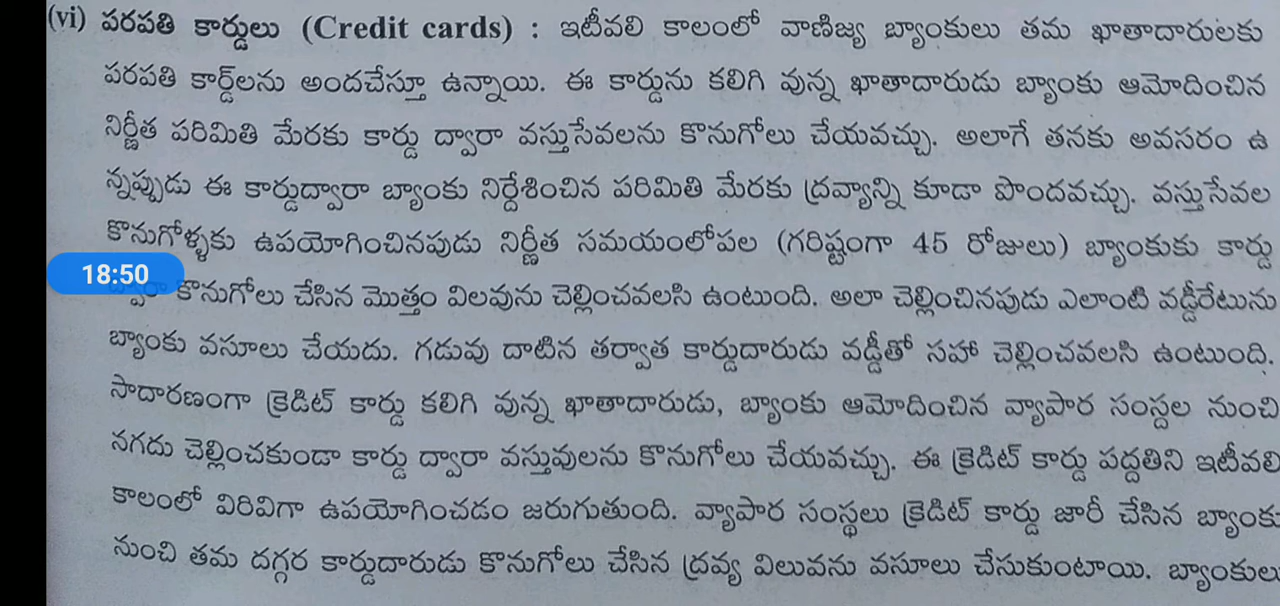 (vi) పరపతి కార్డులు (Credit cards) : ఇటీవలి కాలంలో వాణిజ్య బ్యాంకులు తమ ఖాతాదారులకు
పరపతి కార్డ్‌లను అందచేస్తూ ఉన్నాయి. ఈ కార్డును కలిగి వున్న ఖాతాదారుడు బ్యాంకు ఆమోదించిన
నిర్ణీత పరిమితి మేరకు కార్డు ద్వారా వస్తుసేవలను కొనుగోలు చేయవచ్చు. అలాగే తనకు అవసరం ఉ
న్నప్పుడు ఈ కార్డుద్వారా బ్యాంకు నిర్దేశించిన పరిమితి మేరకు ద్రవ్యాన్ని కూడా పొందవచ్చు. వస్తుసేవల
కొనుగోళ్ళకు ఉపయోగించినపుడు నిర్ణీత సమయంలోపల (గరిష్టంగా 45 రోజులు) బ్యాంకుకు కార్డు
18:50
కొనుగోలు చేసిన మొత్తం విలవును చెల్లించవలసి ఉంటుంది. అలా చెల్లించినపుడు ఎలాంటి వడ్డీరేటును
బ్యాంకు వసూలు చేయదు. గడువు దాటిన తర్వాత కార్డుదారుడు వడ్డీతో సహా చెల్లించవలసి ఉంటుంది.
సాదారణంగా క్రెడిట్ కార్డు కలిగి వున్న ఖాతాదారుడు, బ్యాంకు ఆమోదించిన వ్యాపార సంస్దల నుంచి
నగదు చెల్లించకుండా కార్డు ద్వారా వస్తువులను కొనుగోలు చేయవచ్చు. ఈ క్రెడిట్ కార్డు పద్దతిని ఇటీవలి
కాలంలో విరివిగా ఉపయోగించడం జరుగుతుంది. వ్యాపార సంస్థలు క్రెడిట్ కార్డు జారీ చేసిన బ్యాంకు
నుంచి తమ దగ్గర కార్డుదారుడు కొనుగోలు చేసిన ద్రవ్య విలువను వసూలు చేసుకుంటాయి. బ్యాంకులు